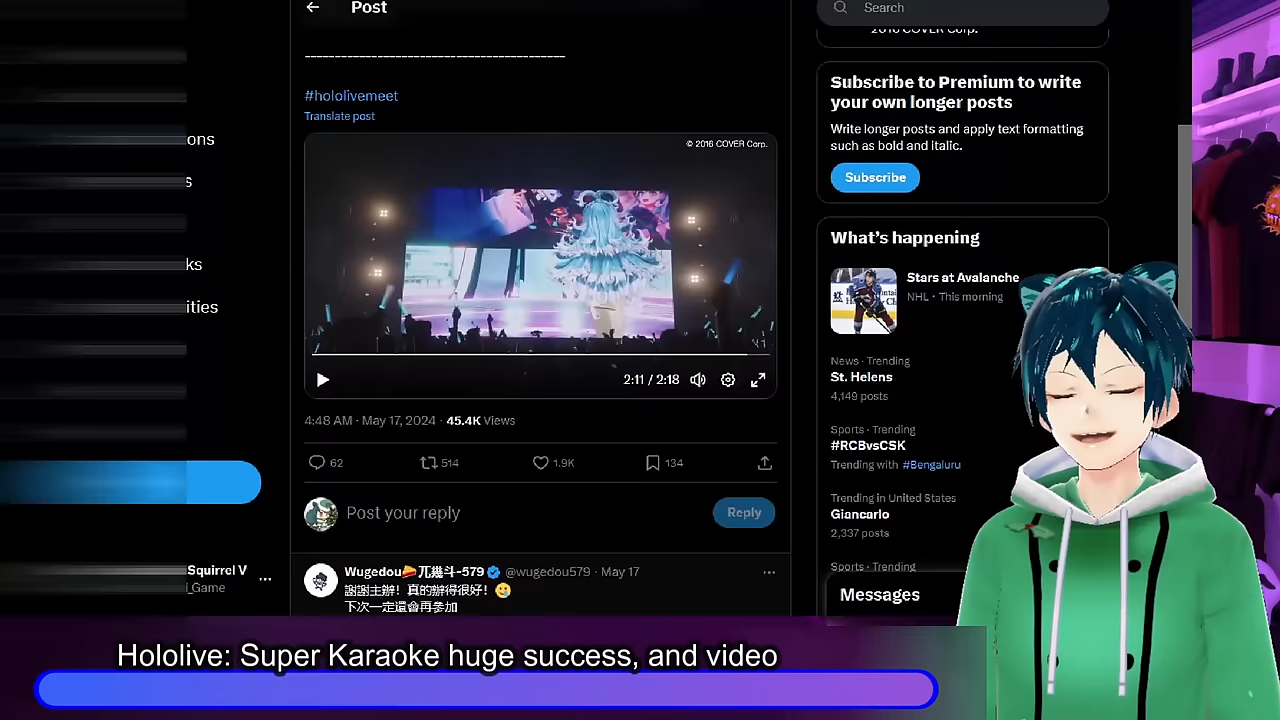 Post
Search
#hololivemeet
Translate post
© 2016 COVER Corp.
2:11 / 2:18
4:48 AM · May 17, 2024 · 45.4K Views
62
514
1.9K
134
Post your reply
Reply
Wugedou🍕兀幾斗-579 @wugedou579 · May 17
謝謝主辦！真的辦得很好！🥲
下次一定還會再參加
ons
s
ks
ities
Squirrel V
_Game
2016 COVER Corp.
Subscribe to Premium to write
your own longer posts
Write longer posts and apply text formatting
such as bold and italic.
Subscribe
What's happening
Stars at Avalanche
NHL · This morning
News · Trending
St. Helens
4,149 posts
Sports · Trending
#RCBvsCSK
Trending with #Bengaluru
Trending in United States
Giancarlo
2,337 posts
Sports · Trending
Messages
Hololive: Super Karaoke huge success, and video